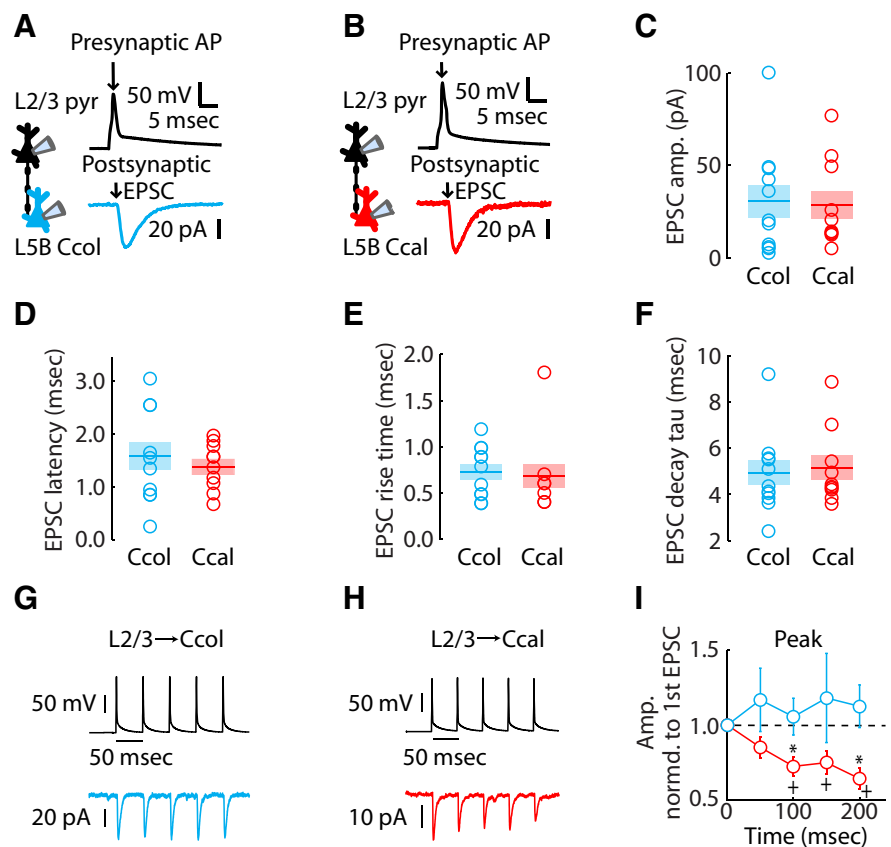 A
Presynaptic AP
L2/3 pyr
50 mV
5 msec
Postsynaptic
EPSC
20 pA
L5B Ccol
B
Presynaptic AP
L2/3 pyr
50 mV
5 msec
Postsynaptic
EPSC
20 pA
L5B Ccal
C
EPSC amp. (pA)
100
50
0
Ccol Ccal
D
EPSC latency (msec)
3.0
2.0
1.0
0.0
Ccol Ccal
E
EPSC rise time (msec)
2.0
1.5
1.0
0.5
0.0
Ccol Ccal
F
EPSC decay tau (msec)
10
8
6
4
2
Ccol Ccal
G
L2/3→Ccol
50 mV
50 msec
20 pA
H
L2/3→Ccal
50 mV
50 msec
10 pA
I
Peak
Amp.
normd. to 1st EPSC
1.5
1.0
0.5
* *
+ + +
0 100 200
Time (msec)